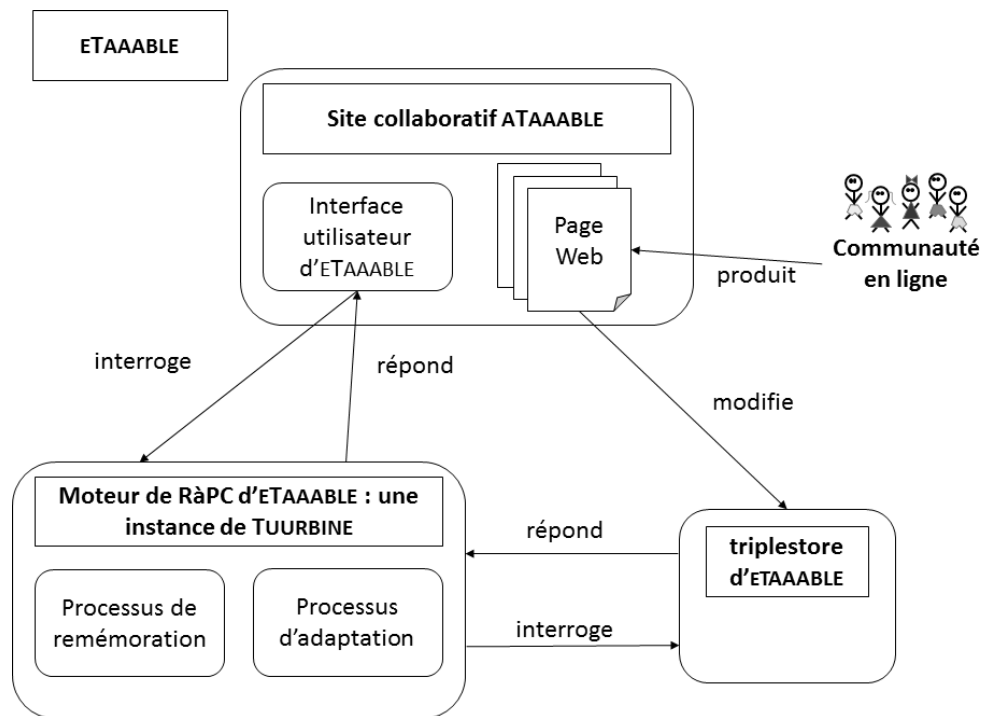 ETAAABLE
Site collaboratif ATAAABLE
Interface
utilisateur
d'ETAAABLE
Page
Web
Communauté
en ligne
produit
interroge
répond
modifie
Moteur de RàPC d'ETAAABLE : une
instance de TUURBINE
Processus de
remémoration
Processus
d'adaptation
répond
interroge
triplestore
d'ETAAABLE